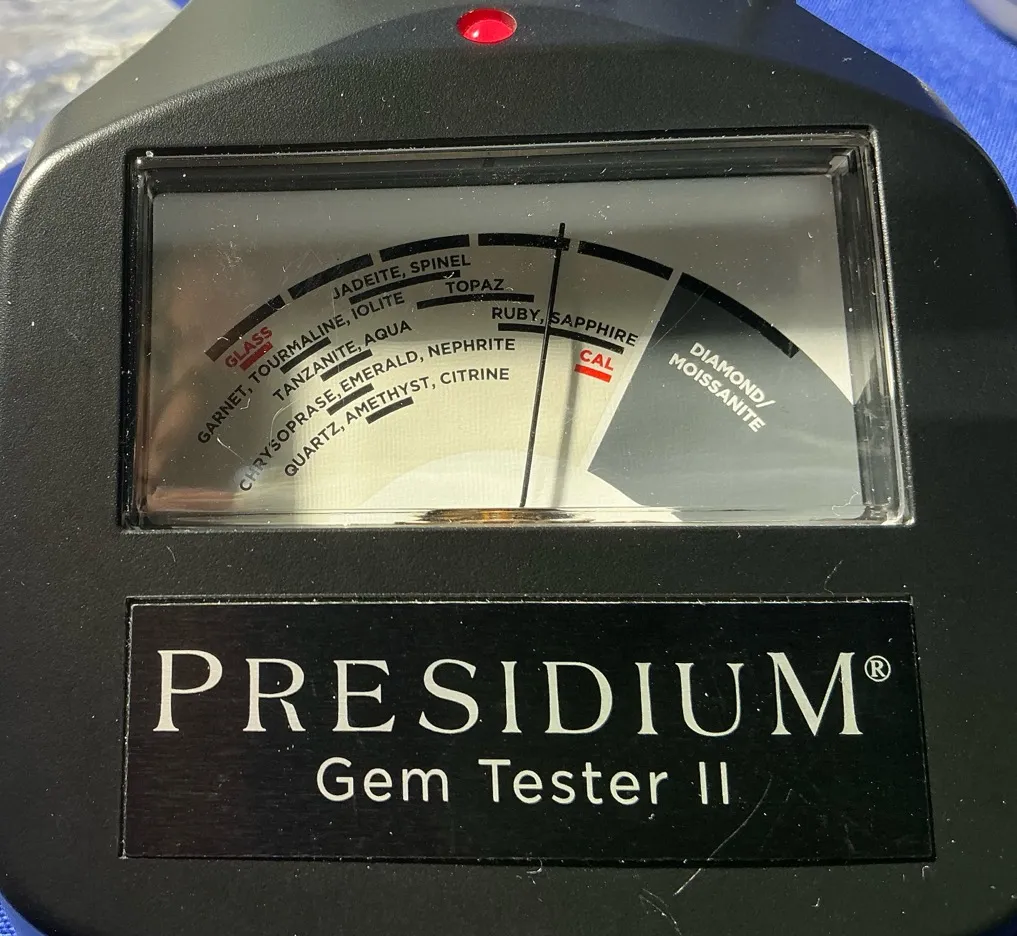 JADEITE, SPINEL
TOPAZ
RUBY, SAPPHIRE
GLASS
GARNET, TOURMALINE, IOLITE
TANZANITE, AQUA
CHRYSOPRASE, EMERALD, NEPHRITE
QUARTZ, AMETHYST, CITRINE
CAL
DIAMOND/
MOISSANITE
PRESIDIUM®
Gem Tester II